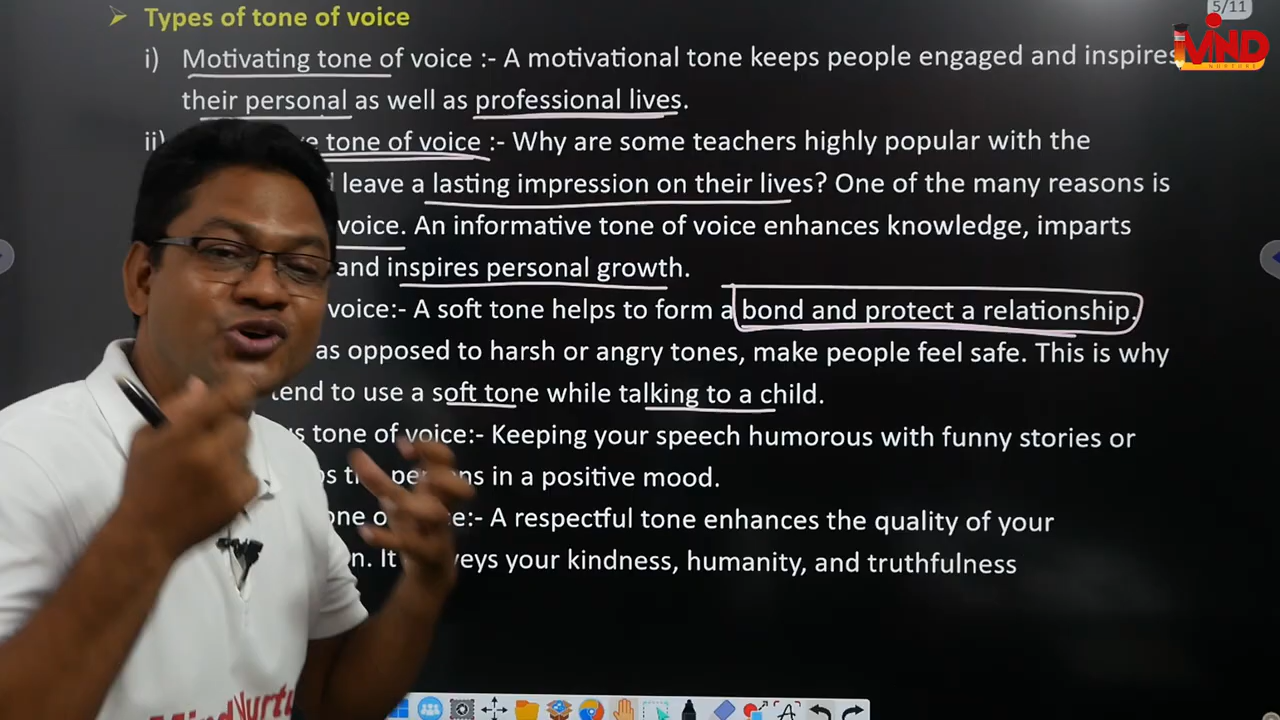 5/11
MIND
NURTURE
➢ Types of tone of voice
i) Motivating tone of voice :- A motivational tone keeps people engaged and inspires
their personal as well as professional lives.
ii) tone of voice :- Why are some teachers highly popular with the
leave a lasting impression on their lives? One of the many reasons is
voice. An informative tone of voice enhances knowledge, imparts
and inspires personal growth.
voice:- A soft tone helps to form a bond and protect a relationship.
as opposed to harsh or angry tones, make people feel safe. This is why
tend to use a soft tone while talking to a child.
tone of voice:- Keeping your speech humorous with funny stories or
in a positive mood.
:- A respectful tone enhances the quality of your
It your kindness, humanity, and truthfulness